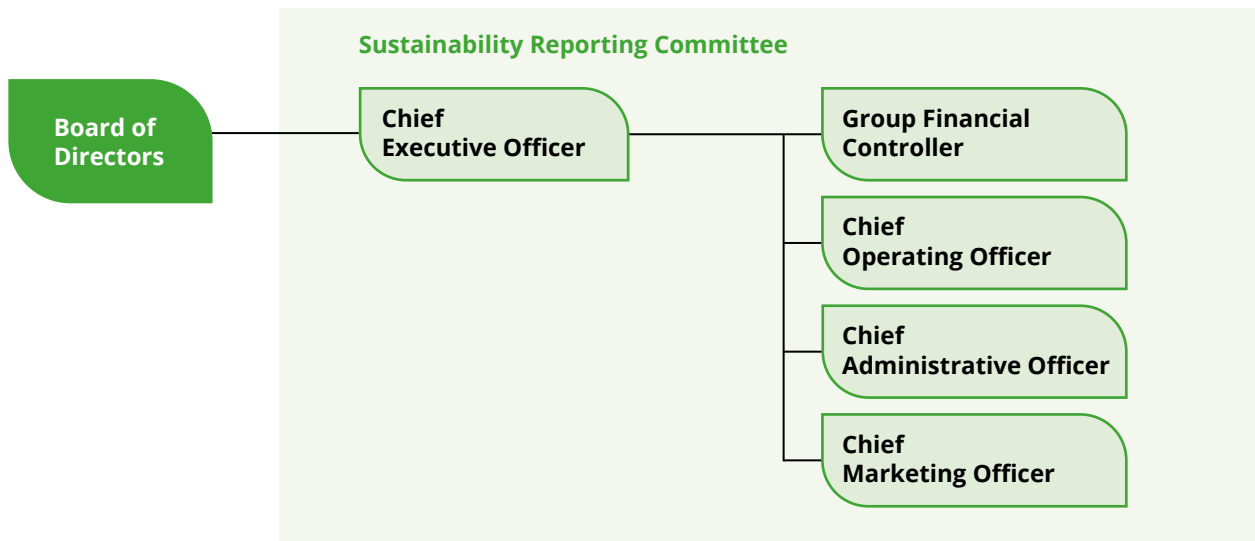 Sustainability Reporting Committee
Board of
Directors
Chief
Executive Officer
Group Financial
Controller
Chief
Operating Officer
Chief
Administrative Officer
Chief
Marketing Officer